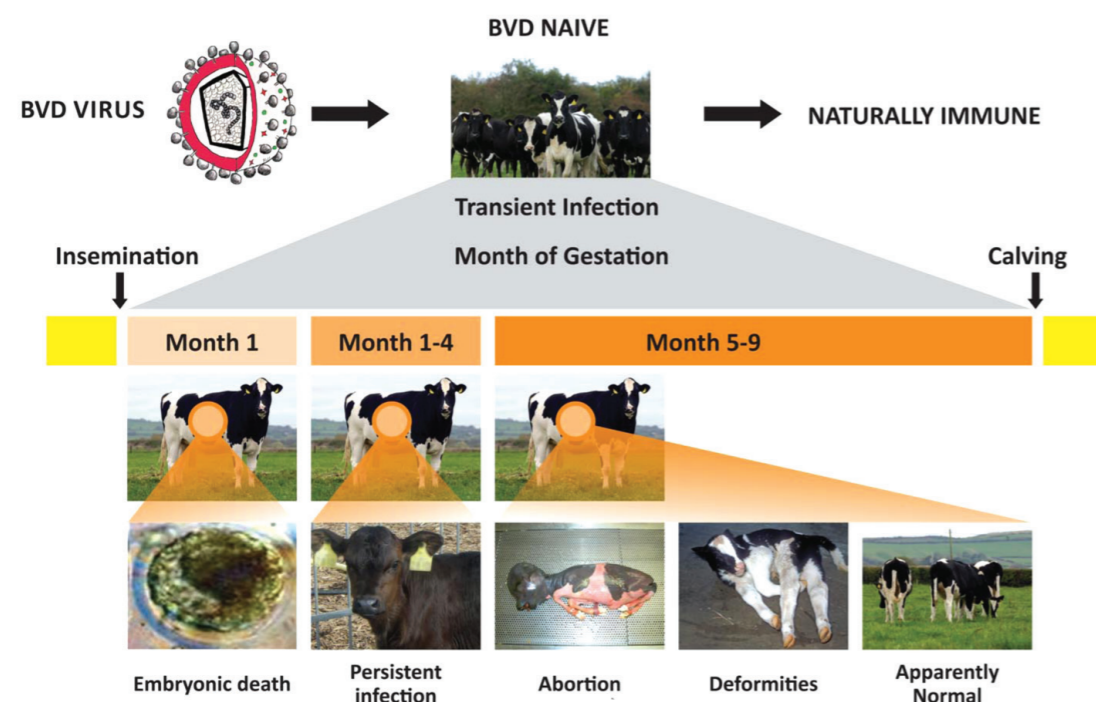 BVD NAIVE
BVD VIRUS
NATURALLY IMMUNE
Transient Infection
Month of Gestation
Insemination
Calving
Month 1
Month 1-4
Month 5-9
Embryonic death
Persistent
infection
Abortion
Deformities
Apparently
Normal